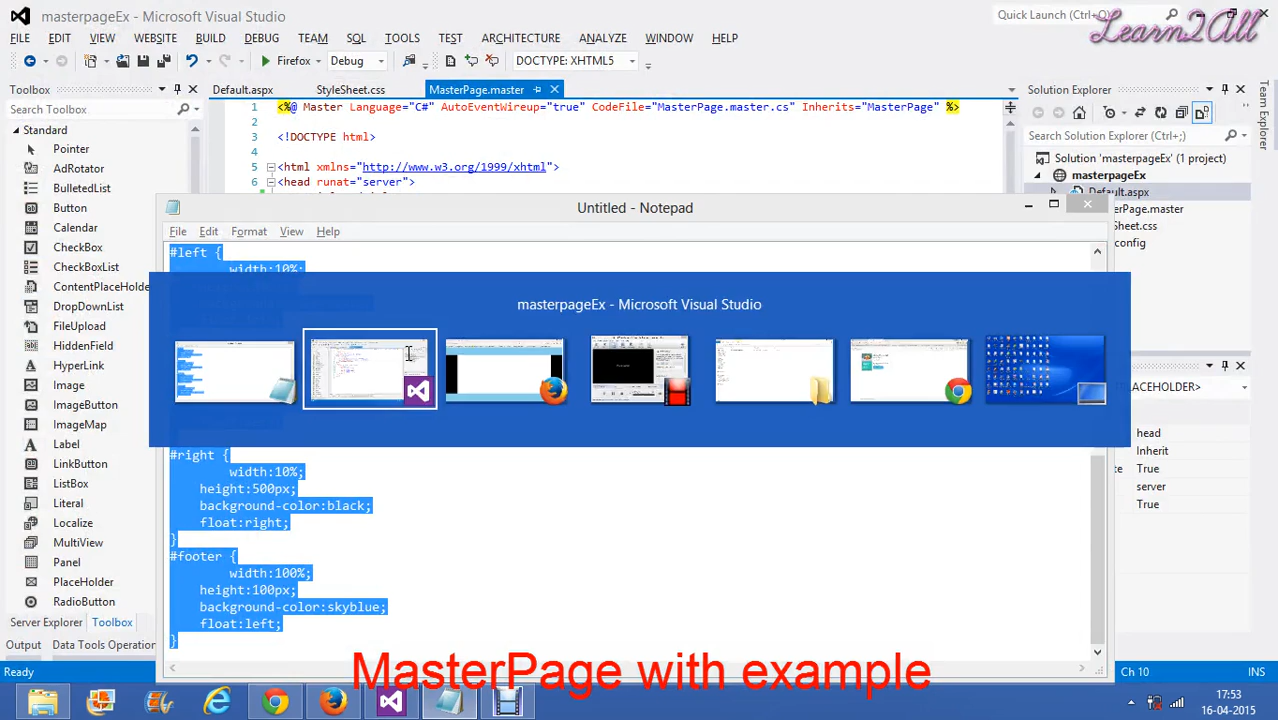 masterpageEx - Microsoft Visual Studio
Quick Launch (Ctrl+Q)
Learn2All
FILE EDIT VIEW WEBSITE BUILD DEBUG TEAM SQL TOOLS TEST ARCHITECTURE ANALYZE WINDOW HELP
Firefox Debug DOCTYPE: XHTML5
Toolbox
Default.aspx StyleSheet.css MasterPage.master
Solution Explorer
Team Explorer
Search Toolbox
1 <%@ Master Language="C#" AutoEventWireup="true" CodeFile="MasterPage.master.cs" Inherits="MasterPage" %>
2
3 <!DOCTYPE html>
4
5 <html xmlns="http://www.w3.org/1999/xhtml">
6 <head runat="server">
Search Solution Explorer (Ctrl+;)
Solution 'masterpageEx' (1 project)
masterpageEx
Default.aspx
erPage.master
Sheet.css
config
Standard
Pointer
AdRotator
BulletedList
Button
Calendar
CheckBox
CheckBoxList
ContentPlaceHolde
DropDownList
FileUpload
HiddenField
HyperLink
Image
ImageButton
ImageMap
Label
LinkButton
ListBox
Literal
Localize
MultiView
Panel
PlaceHolder
RadioButton
Untitled - Notepad
File Edit Format View Help
#left {
width:10%;
masterpageEx - Microsoft Visual Studio
#right {
width:10%;
height:500px;
background-color:black;
float:right;
}
#footer {
width:100%;
height:100px;
background-color:skyblue;
float:left;
}
PLACEHOLDER>
head
Inherit
True
server
True
Server Explorer Toolbox
Output Data Tools Operation
Ready
Ch 10
INS
MasterPage with example
17:53
16-04-2015